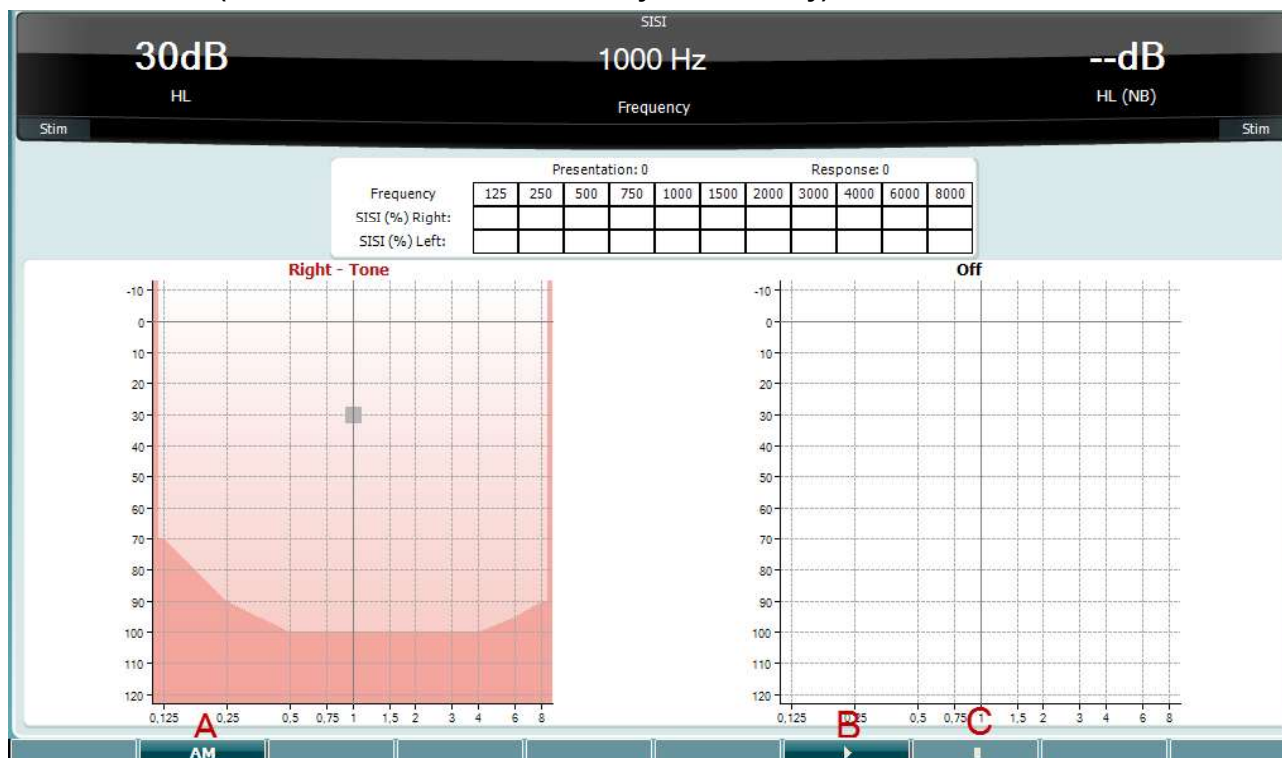 SISI
30dB
1000 Hz
--dB
HL
Frequency
HL (NB)
Stim
Stim
Presentation: 0 Response: 0
Frequency 125 250 500 750 1000 1500 2000 3000 4000 6000 8000
SISI (%) Right:
SISI (%) Left:
Right - Tone
-10
0
10
20
30
40
50
60
70
80
90
100
110
120
0,125 0,25 0,5 0,75 1 1,5 2 3 4 6 8
Off
-10
0
10
20
30
40
50
60
70
80
90
100
110
120
0,125 0,25 0,5 0,75 1 1,5 2 3 4 6 8
A B C
AM